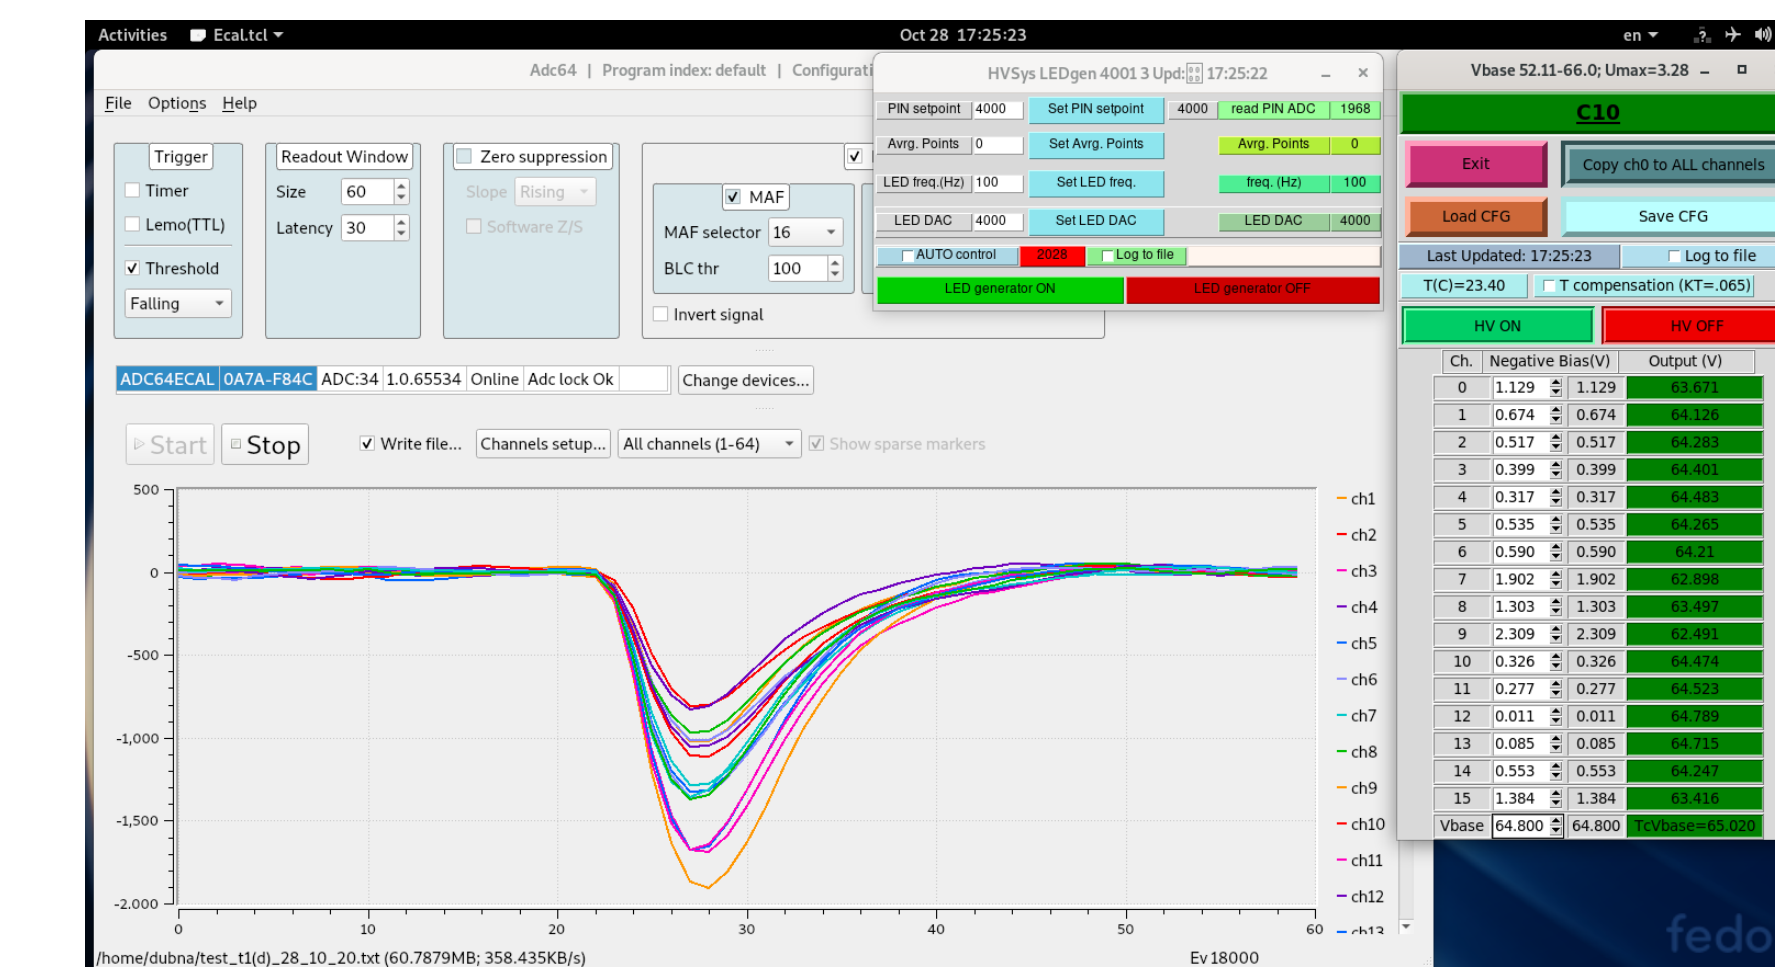 Activities Ecal.tcl Oct 28 17:25:23 en
Adc64 | Program index: default | Configurati
File Options Help
Trigger
Timer
Lemo(TTL)
Threshold
Falling
Readout Window
Size 60
Latency 30
Zero suppression
Slope Rising
Software Z/S
MAF
MAF selector 16
BLC thr 100
Invert signal
HVSys LEDgen 4001 3 Upd: 17:25:22
PIN setpoint 4000 Set PIN setpoint 4000 read PIN ADC 1968
Avrg. Points 0 Set Avrg. Points Avrg. Points 0
LED freq.(Hz) 100 Set LED freq. freq. (Hz) 100
LED DAC 4000 Set LED DAC LED DAC 4000
AUTO control 2028 Log to file
LED generator ON LED generator OFF
ADC64ECAL 0A7A-F84C ADC:34 1.0.65534 Online Adc lock Ok Change devices...
Start Stop Write file... Channels setup... All channels (1-64) Show sparse markers
500
0
-500
-1,000
-1,500
-2.000
0 10 20 30 40 50 60
ch1
ch2
ch3
ch4
ch5
ch6
ch7
ch8
ch9
ch10
ch11
ch12
ch13
/home/dubna/test_t1(d)_28_10_20.txt (60.7879MB; 358.435KB/s) Ev 18000
Vbase 52.11-66.0; Umax=3.28
C10
Exit Copy ch0 to ALL channels
Load CFG Save CFG
Last Updated: 17:25:23 Log to file
T(C)=23.40 T compensation (KT=.065)
HV ON HV OFF
Ch. Negative Bias(V) Output (V)
0 1.129 1.129 63.671
1 0.674 0.674 64.126
2 0.517 0.517 64.283
3 0.399 0.399 64.401
4 0.317 0.317 64.483
5 0.535 0.535 64.265
6 0.590 0.590 64.21
7 1.902 1.902 62.898
8 1.303 1.303 63.497
9 2.309 2.309 62.491
10 0.326 0.326 64.474
11 0.277 0.277 64.523
12 0.011 0.011 64.789
13 0.085 0.085 64.715
14 0.553 0.553 64.247
15 1.384 1.384 63.416
Vbase 64.800 64.800 TcVbase=65.020
fedo